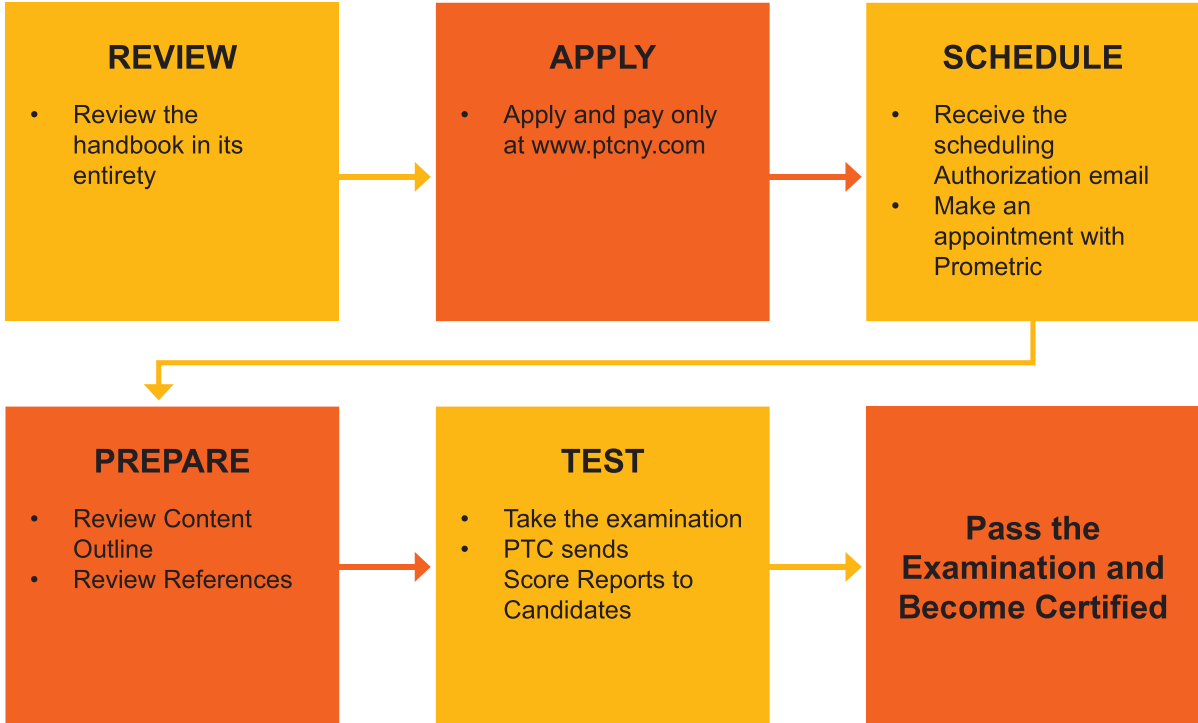 REVIEW
• Review the
handbook in its
entirety
APPLY
• Apply and pay only
at www.ptcny.com
SCHEDULE
• Receive the
scheduling
Authorization email
• Make an
appointment with
Prometric
PREPARE
• Review Content
Outline
• Review References
TEST
• Take the examination
• PTC sends
Score Reports to
Candidates
Pass the
Examination and
Become Certified